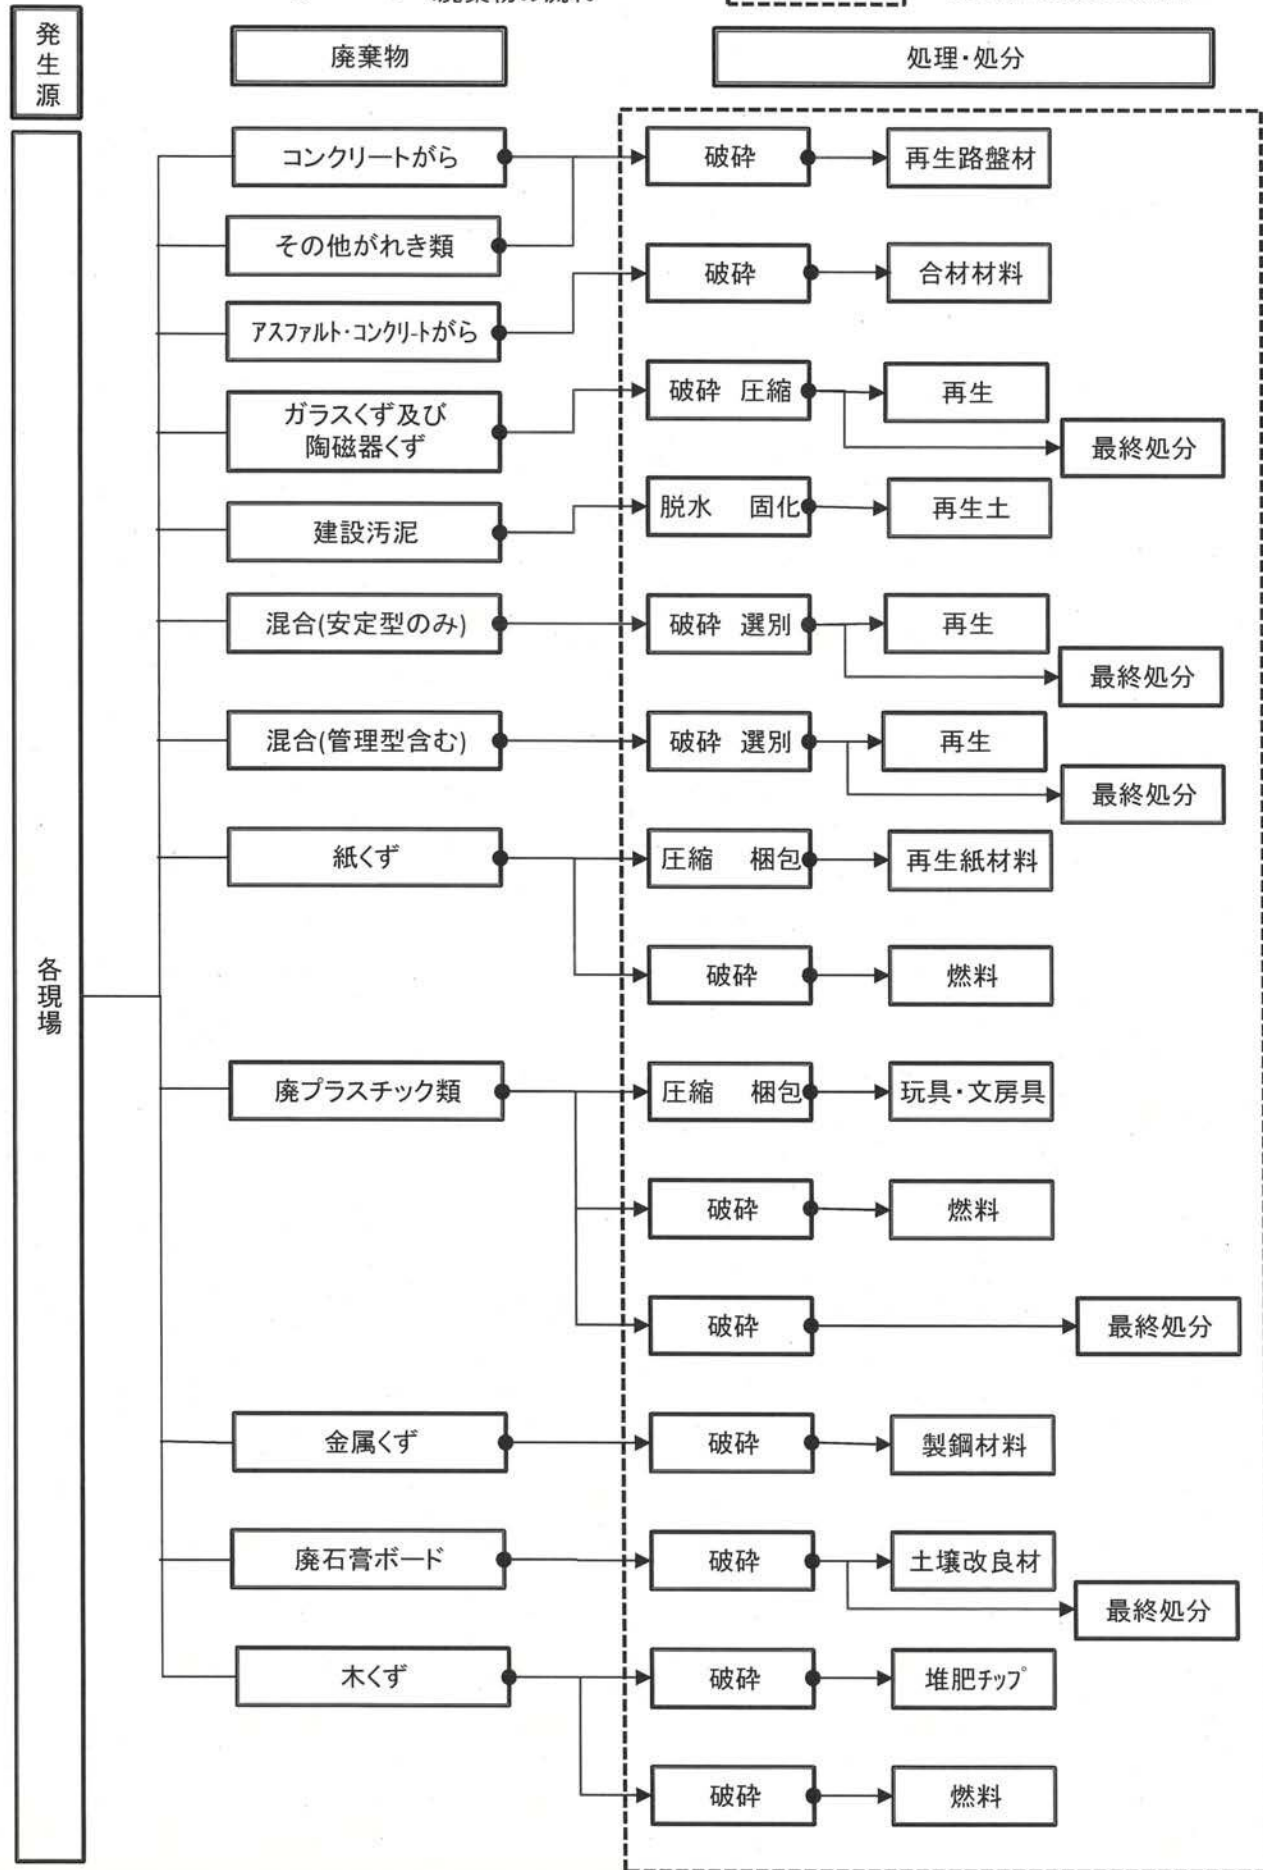 発生源
廃棄物
処理・処分
各現場
コンクリートがら
破砕
再生路盤材
その他がれき類
破砕
合材材料
アスファルト・コンクリートがら
ガラスくず及び
陶磁器くず
破砕 圧縮
再生
最終処分
建設汚泥
脱水 固化
再生土
混合(安定型のみ)
破砕 選別
再生
最終処分
混合(管理型含む)
破砕 選別
再生
最終処分
紙くず
圧縮 梱包
再生紙材料
破砕
燃料
廃プラスチック類
圧縮 梱包
玩具・文房具
破砕
燃料
破砕
最終処分
金属くず
破砕
製鋼材料
廃石膏ボード
破砕
土壌改良材
最終処分
木くず
破砕
堆肥チップ
破砕
燃料